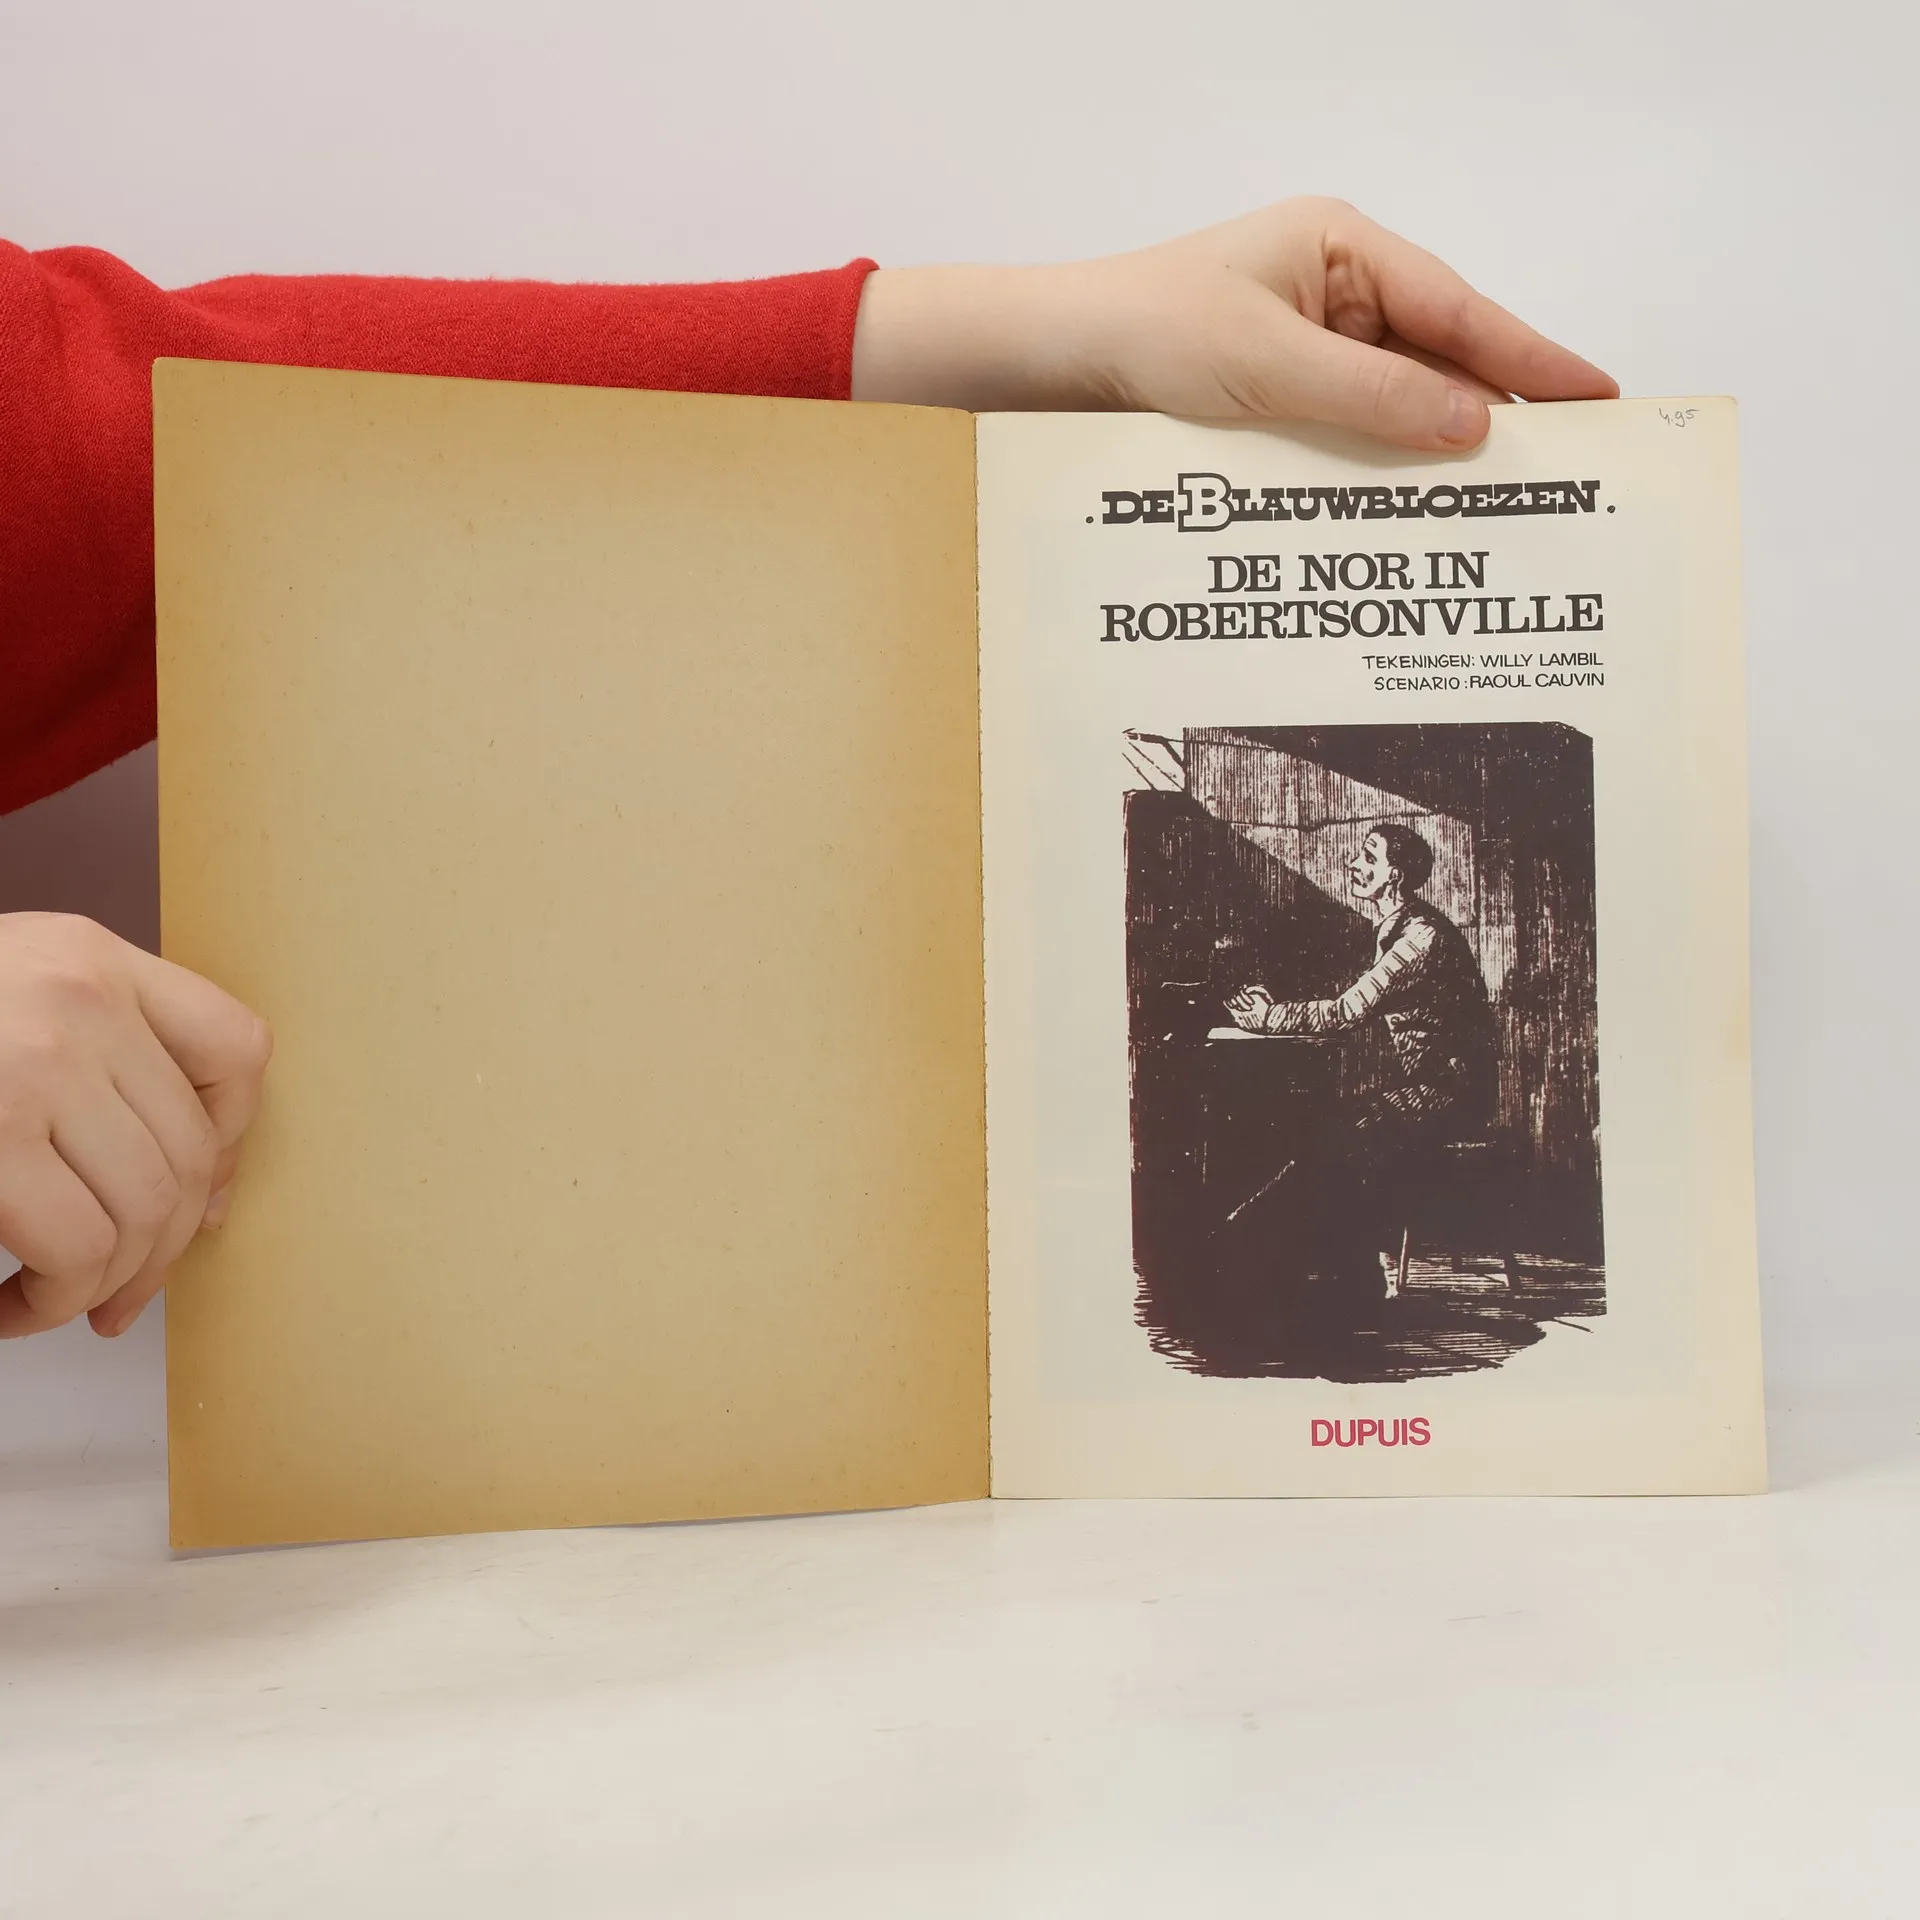 4.95
. DE BLAUWBLOEZEN .
DE NOR IN
ROBERTSONVILLE
TEKENINGEN: WILLY LAMBIL
SCENARIO: RAOUL CAUVIN
DUPUIS